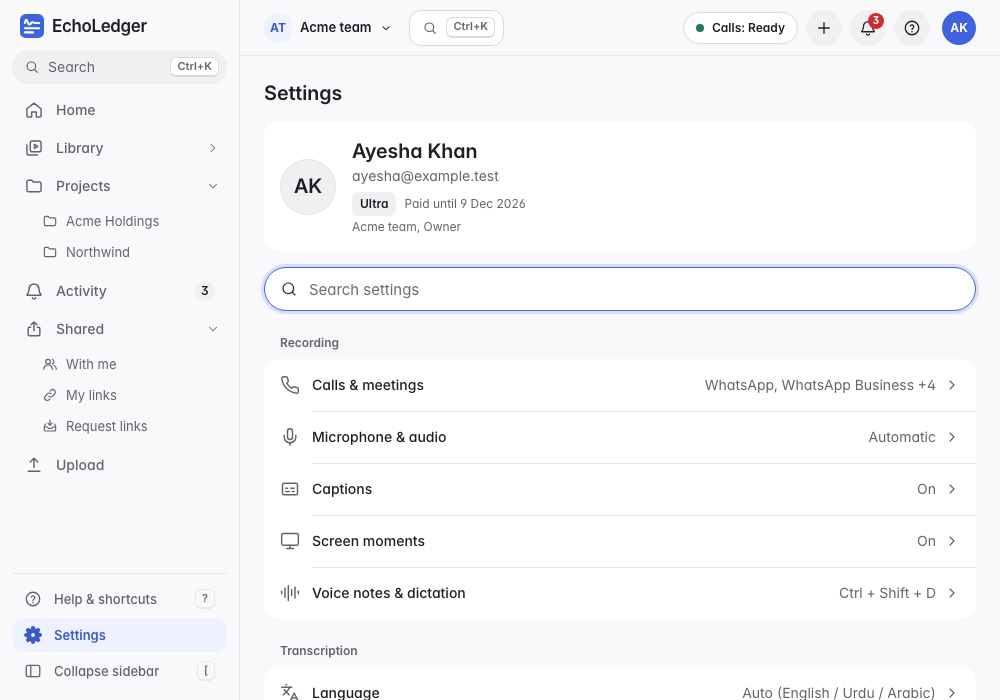 EchoLedger
Search Ctrl+K
Home
Library
Projects
Acme Holdings
Northwind
Activity 3
Shared
With me
My links
Request links
Upload
Help & shortcuts ?
Settings
Collapse sidebar [
AT Acme team Ctrl+K Calls: Ready 3 AK
Settings
AK
Ayesha Khan
ayesha@example.test
Ultra Paid until 9 Dec 2026
Acme team, Owner
Search settings
Recording
Calls & meetings WhatsApp, WhatsApp Business +4
Microphone & audio Automatic
Captions On
Screen moments On
Voice notes & dictation Ctrl + Shift + D
Transcription
Language Auto (English / Urdu / Arabic)